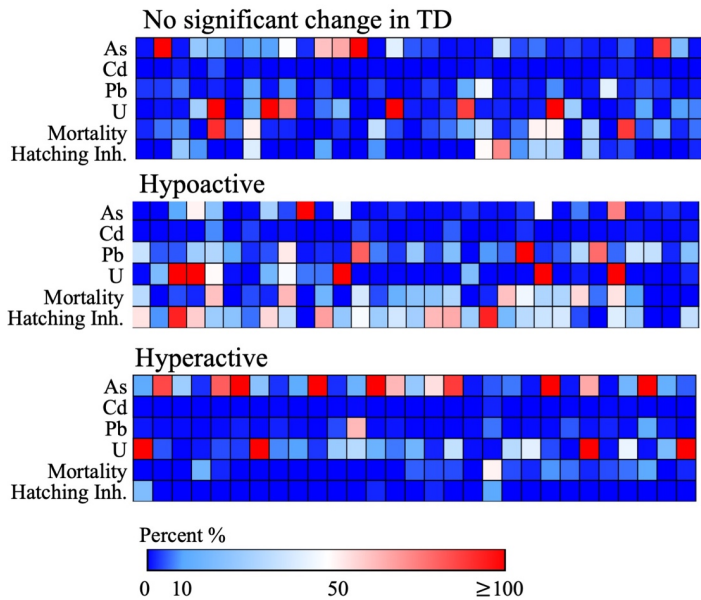 No significant change in TD
As
Cd
Pb
U
Mortality
Hatching Inh.
Hypoactive
As
Cd
Pb
U
Mortality
Hatching Inh.
Hyperactive
As
Cd
Pb
U
Mortality
Hatching Inh.
Percent %
0 10 50 ≥100